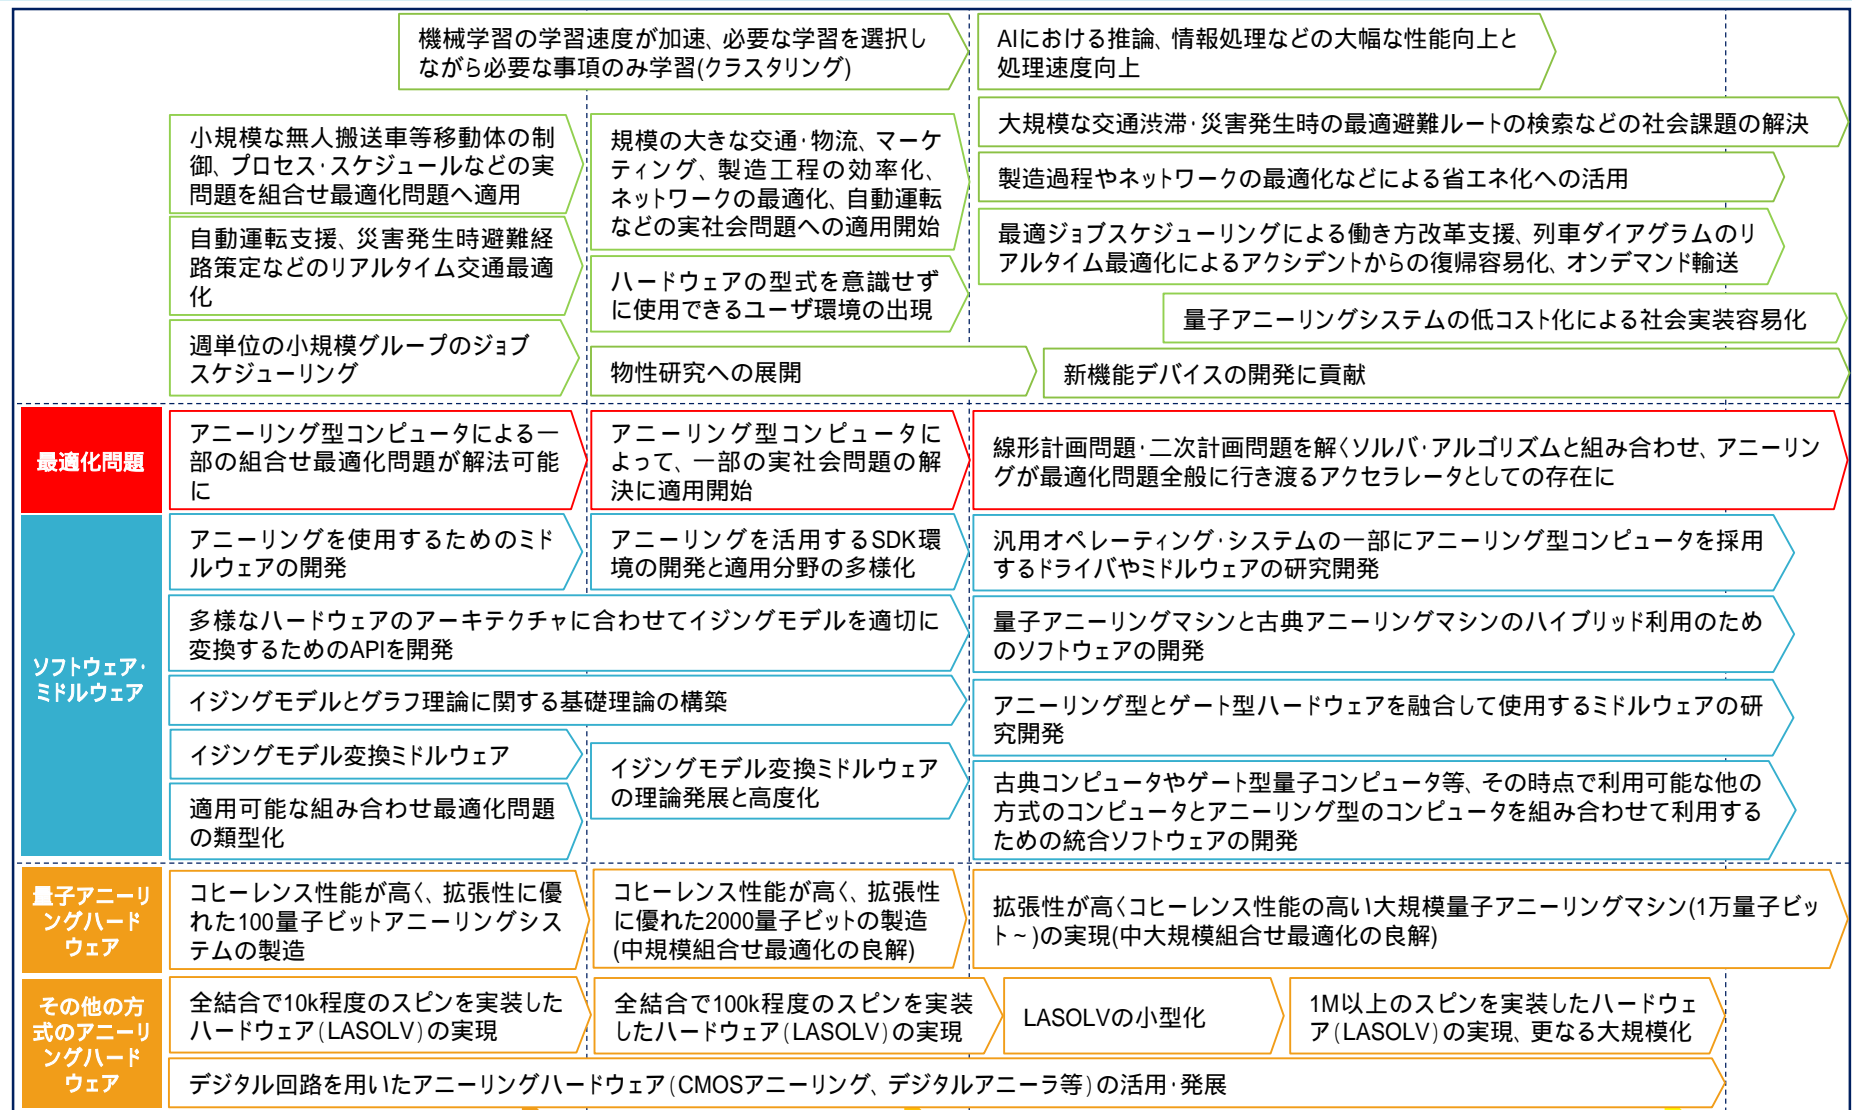 機械学習の学習速度が加速、必要な学習を選択し
ながら必要な事項のみ学習(クラスタリング)
AIにおける推論、情報処理などの大幅な性能向上と
処理速度向上
小規模な無人搬送車等移動体の制
御、プロセス・スケジュールなどの実
問題を組合せ最適化問題へ適用
自動運転支援、災害発生時避難経
路策定などのリアルタイム交通最適
化
週単位の小規模グループのジョブ
スケジューリング
規模の大きな交通・物流、マーケ
ティング、製造工程の効率化、
ネットワークの最適化、自動運転
などの実社会問題への適用開始
ハードウェアの型式を意識せず
に使用できるユーザ環境の出現
物性研究への展開
大規模な交通渋滞・災害発生時の最適避難ルートの検索などの社会課題の解決
製造過程やネットワークの最適化などによる省エネ化への活用
最適ジョブスケジューリングによる働き方改革支援、列車ダイアグラムのリ
アルタイム最適化によるアクシデントからの復帰容易化、オンデマンド輸送
量子アニーリングシステムの低コスト化による社会実装容易化
新機能デバイスの開発に貢献
最適化問題
アニーリング型コンピュータによる一
部の組合せ最適化問題が解法可能
に
アニーリング型コンピュータに
よって、一部の実社会問題の解
決に適用開始
線形計画問題・二次計画問題を解くソルバ・アルゴリズムと組み合わせ、アニーリン
グが最適化問題全般に行き渡るアクセラレータとしての存在に
ソフトウェア・
ミドルウェア
アニーリングを使用するためのミド
ルウェアの開発
アニーリングを活用するSDK環
境の開発と適用分野の多様化
汎用オペレーティング・システムの一部にアニーリング型コンピュータを採用
するドライバやミドルウェアの研究開発
多様なハードウェアのアーキテクチャに合わせてイジングモデルを適切に
変換するためのAPIを開発
量子アニーリングマシンと古典アニーリングマシンのハイブリッド利用のため
のソフトウェアの開発
イジングモデルとグラフ理論に関する基礎理論の構築
アニーリング型とゲート型ハードウェアを融合して使用するミドルウェアの研
究開発
イジングモデル変換ミドルウェア
適用可能な組み合わせ最適化問題
の類型化
イジングモデル変換ミドルウェア
の理論発展と高度化
古典コンピュータやゲート型量子コンピュータ等、その時点で利用可能な他の
方式のコンピュータとアニーリング型のコンピュータを組み合わせて利用する
ための統合ソフトウェアの開発
量子アニーリ
ングハード
ウェア
コヒーレンス性能が高く、拡張性に優
れた100量子ビットアニーリングシス
テムの製造
コヒーレンス性能が高く、拡張性
に優れた2000量子ビットの製造
(中規模組合せ最適化の良解)
拡張性が高くコヒーレンス性能の高い大規模量子アニーリングマシン(1万量子ビッ
ト~)の実現(中大規模組合せ最適化の良解)
その他の方
式のアニーリ
ングハード
ウェア
全結合で10k程度のスピンを実装した
ハードウェア(LASOLV)の実現
全結合で100k程度のスピンを実装
したハードウェア(LASOLV)の実現
LASOLVの小型化
1M以上のスピンを実装したハードウェ
ア(LASOLV)の実現、更なる大規模化
デジタル回路を用いたアニーリングハードウェア(CMOSアニーリング、デジタルアニーラ等)の活用・発展